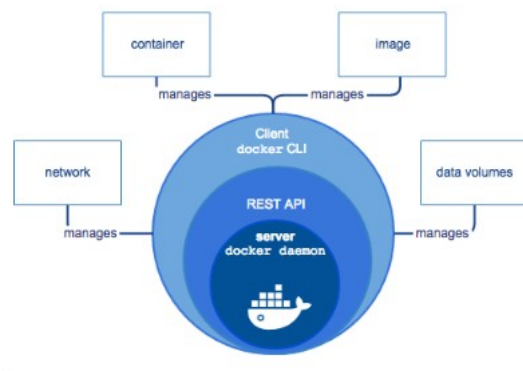 container
image
manages
manages
Client
docker CLI
network
data volumes
REST API
manages
server
docker daemon
manages